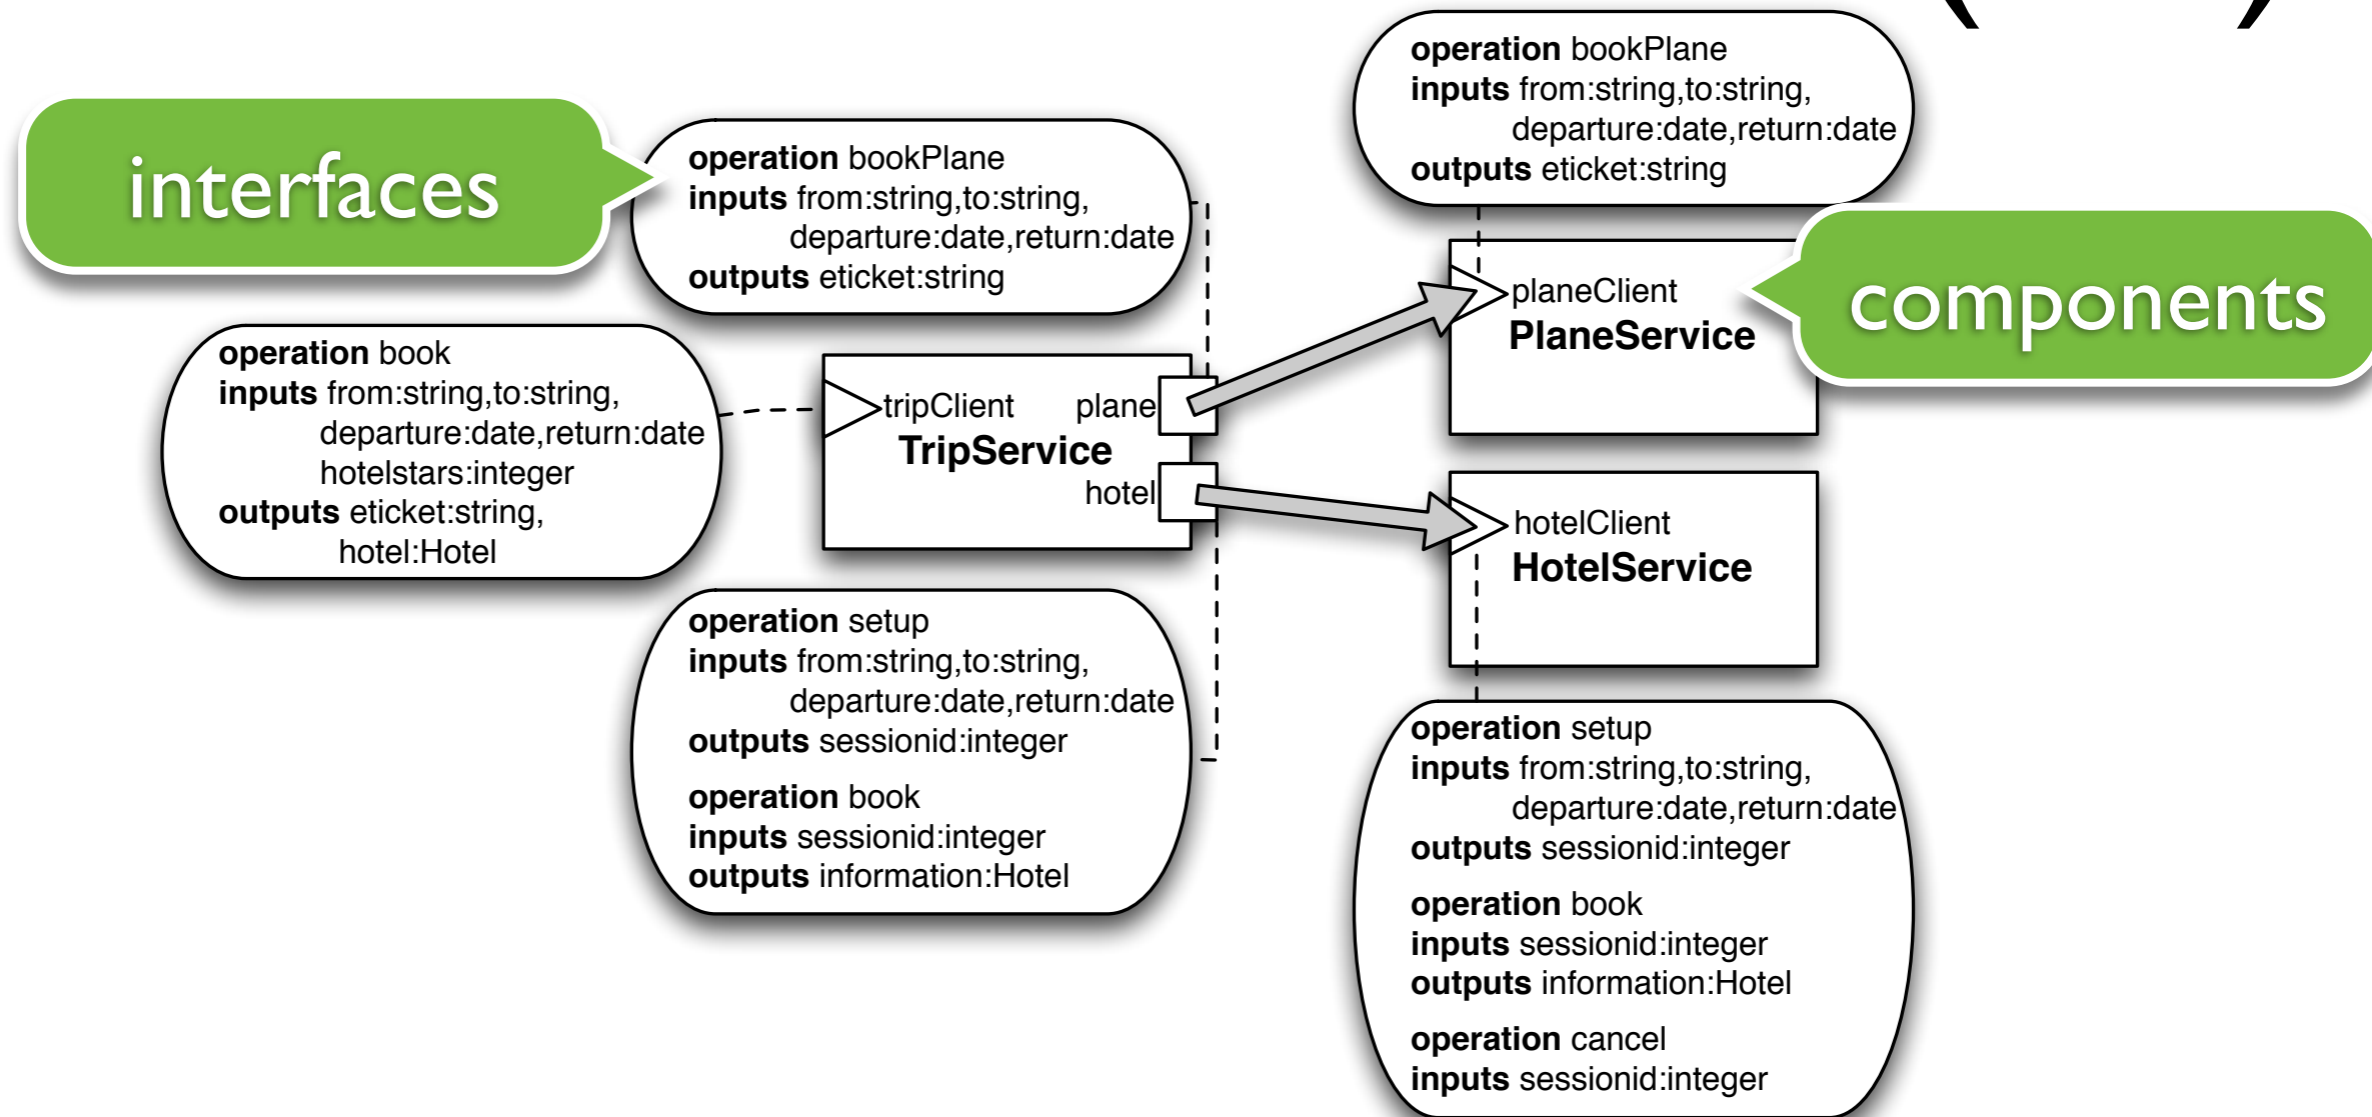 interfaces
operation bookPlane
inputs from:string,to:string,
departure:date,return:date
outputs eticket:string
operation bookPlane
inputs from:string,to:string,
departure:date,return:date
outputs eticket:string
components
planeClient
PlaneService
operation book
inputs from:string,to:string,
departure:date,return:date
hotelstars:integer
outputs eticket:string,
hotel:Hotel
tripClient plane
TripService
hotel
hotelClient
HotelService
operation setup
inputs from:string,to:string,
departure:date,return:date
outputs sessionid:integer
operation book
inputs sessionid:integer
outputs information:Hotel
operation setup
inputs from:string,to:string,
departure:date,return:date
outputs sessionid:integer
operation book
inputs sessionid:integer
outputs information:Hotel
operation cancel
inputs sessionid:integer